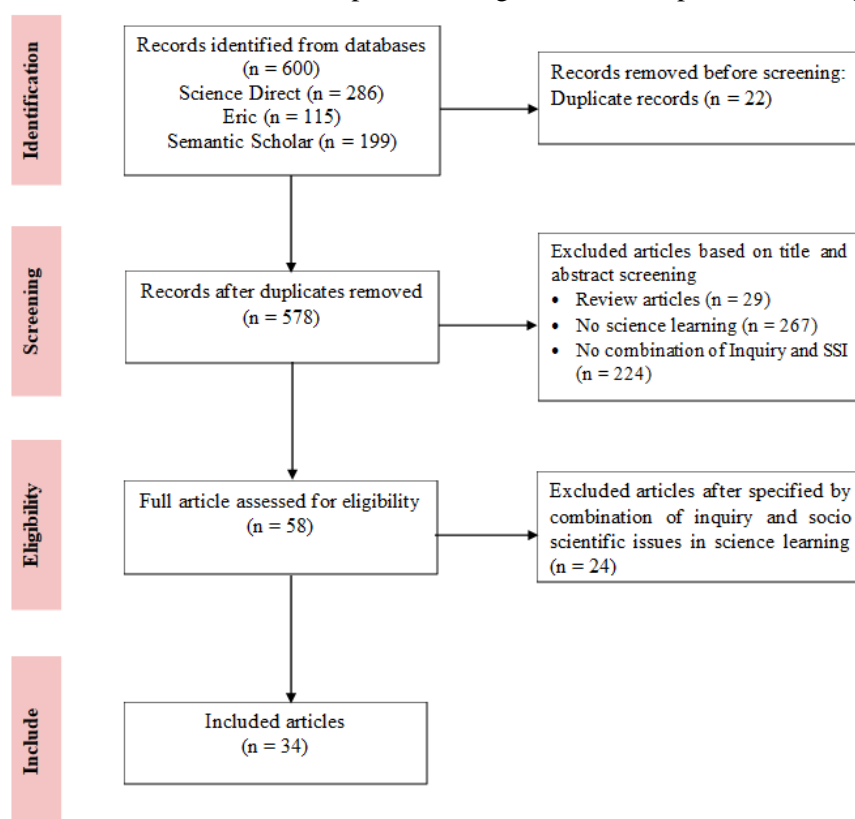 Identification
Records identified from databases
(n = 600)
Science Direct (n = 286)
Eric (n = 115)
Semantic Scholar (n = 199)
Records removed before screening:
Duplicate records (n = 22)
Screening
Records after duplicates removed
(n = 578)
Excluded articles based on title and
abstract screening
• Review articles (n = 29)
• No science learning (n = 267)
• No combination of Inquiry and SSI
(n = 224)
Eligibility
Full article assessed for eligibility
(n = 58)
Excluded articles after specified by
combination of inquiry and socio
scientific issues in science learning
(n = 24)
Include
Included articles
(n = 34)